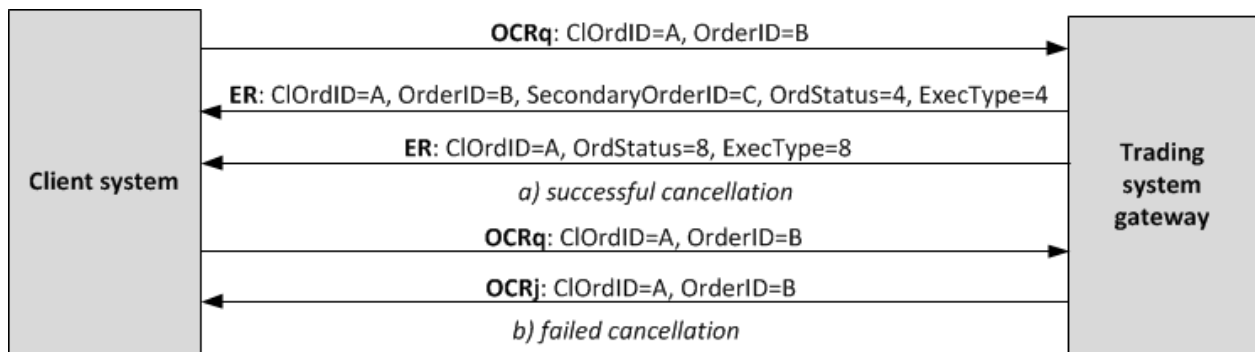 OCRq: ClOrdID=A, OrderID=B
ER: ClOrdID=A, OrderID=B, SecondaryOrderID=C, OrdStatus=4, ExecType=4
ER: ClOrdID=A, OrdStatus=8, ExecType=8
a) successful cancellation
OCRq: ClOrdID=A, OrderID=B
OCRj: ClOrdID=A, OrderID=B
b) failed cancellation
Client system
Trading
system
gateway